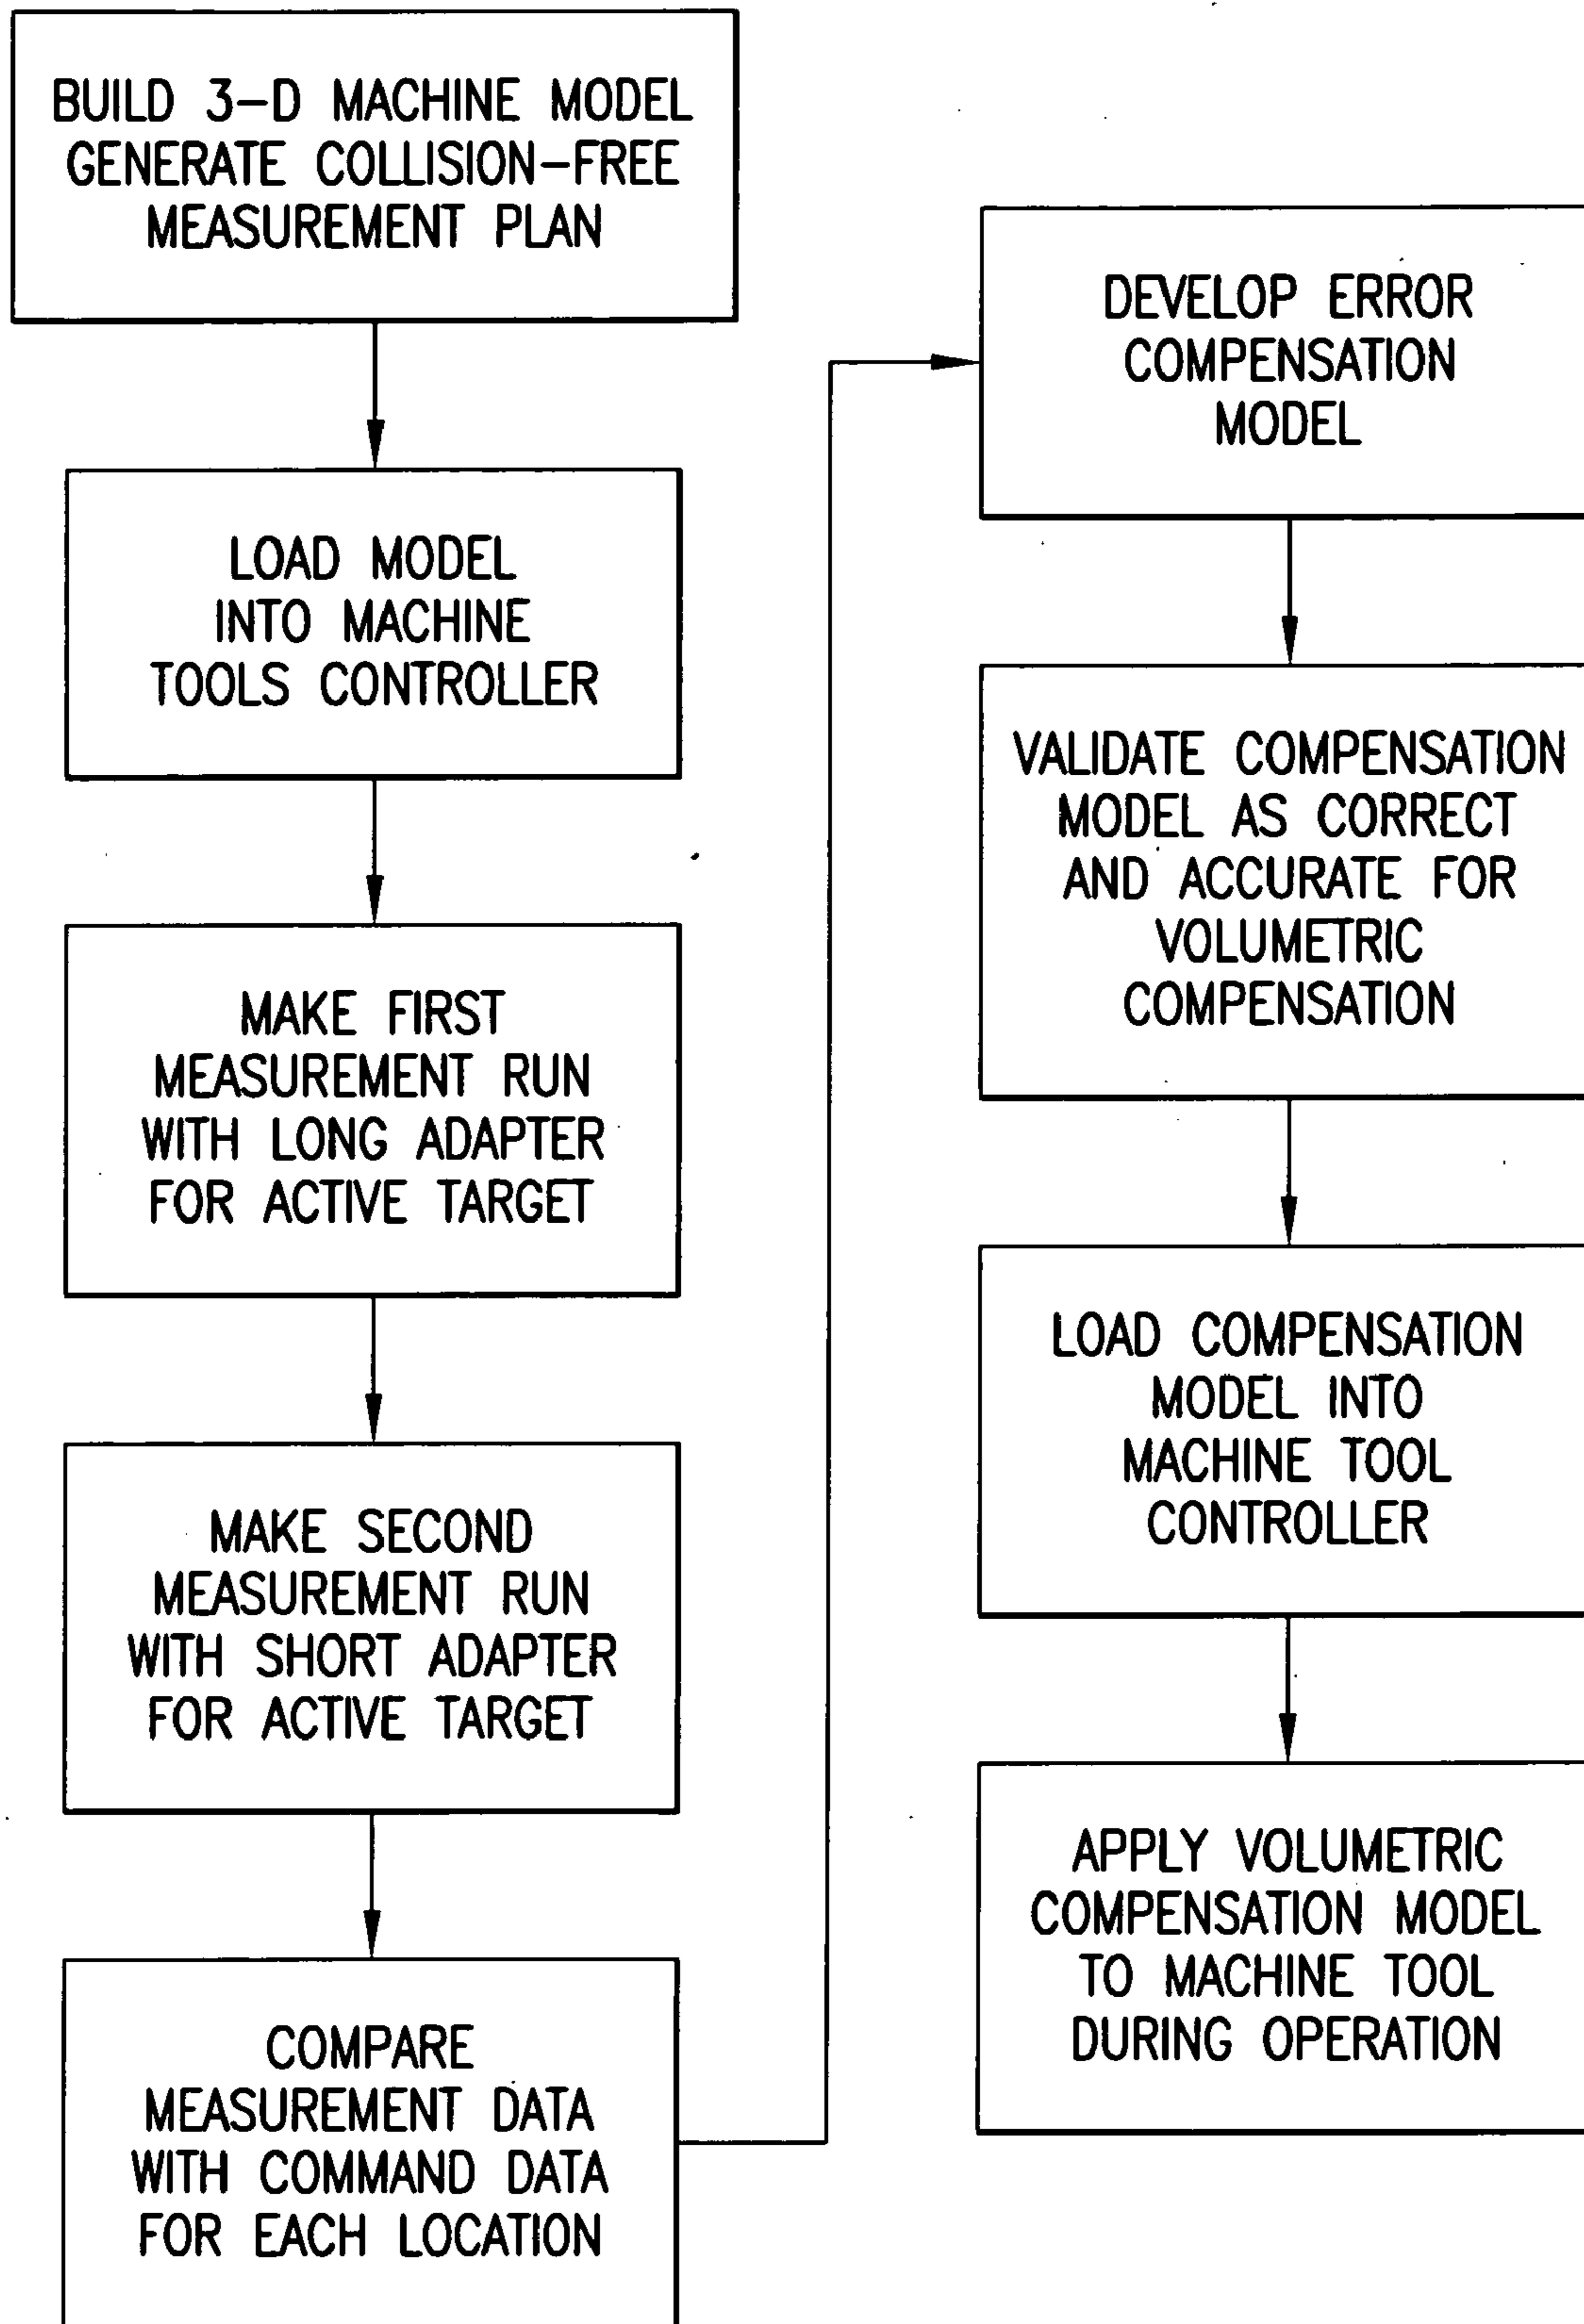 BUILD 3-D MACHINE MODEL
GENERATE COLLISION-FREE
MEASUREMENT PLAN
LOAD MODEL
INTO MACHINE
TOOLS CONTROLLER
MAKE FIRST
MEASUREMENT RUN
WITH LONG ADAPTER
FOR ACTIVE TARGET
MAKE SECOND
MEASUREMENT RUN
WITH SHORT ADAPTER
FOR ACTIVE TARGET
COMPARE
MEASUREMENT DATA
WITH COMMAND DATA
FOR EACH LOCATION
DEVELOP ERROR
COMPENSATION
MODEL
VALIDATE COMPENSATION
MODEL AS CORRECT
AND ACCURATE FOR
VOLUMETRIC
COMPENSATION
LOAD COMPENSATION
MODEL INTO
MACHINE TOOL
CONTROLLER
APPLY VOLUMETRIC
COMPENSATION MODEL
TO MACHINE TOOL
DURING OPERATION